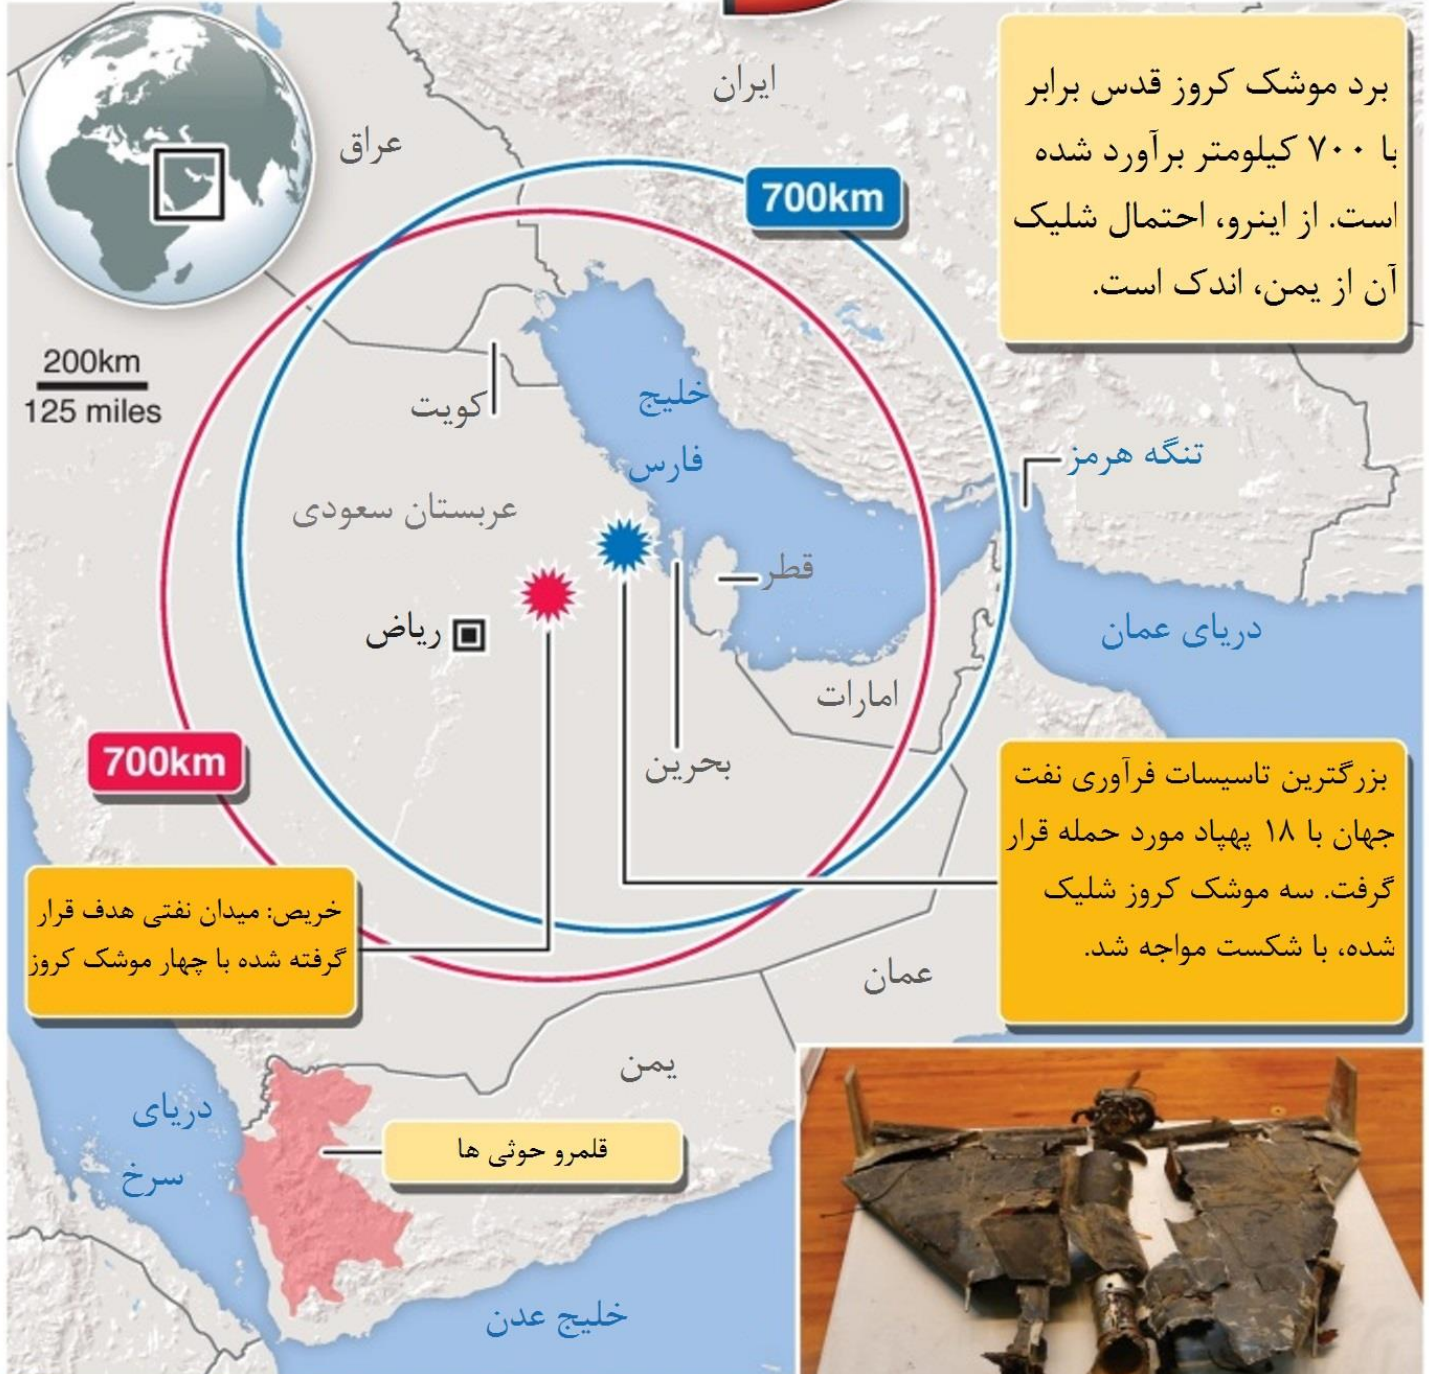 ایران
عراق
برد موشک کروز قدس برابر
با ۷۰۰ کیلومتر برآورد شده
است. از اینرو، احتمال شلیک
آن از یمن، اندک است.
700km
200km
125 miles
کویت
خلیج
فارس
تنگه هرمز
عربستان سعودی
قطر
ریاض
دریای عمان
امارات
700km
بحرین
بزرگترین تاسیسات فرآوری نفت
جهان با ۱۸ پهپاد مورد حمله قرار
گرفت. سه موشک کروز شلیک
شده، با شکست مواجه شد.
خریص: میدان نفتی هدف قرار
گرفته شده با چهار موشک کروز
عمان
یمن
دریای
سرخ
قلمرو حوثی ها
خلیج عدن